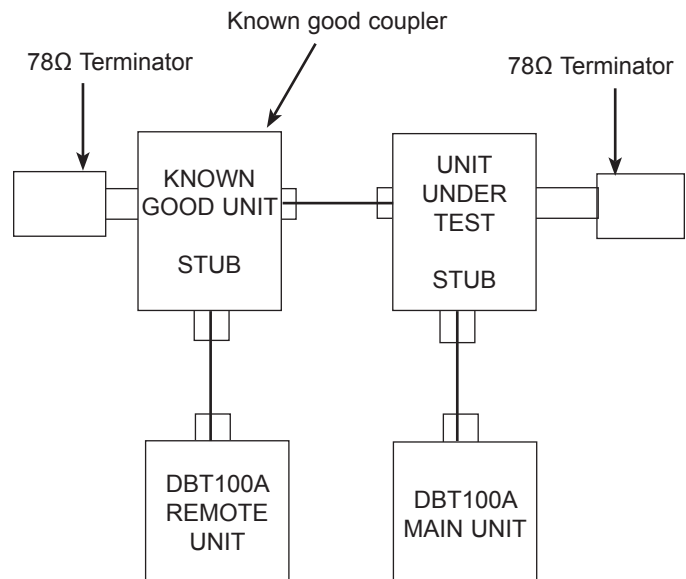 Known good coupler
78Ω Terminator
78Ω Terminator
KNOWN
GOOD UNIT
STUB
UNIT
UNDER
TEST
STUB
DBT100A
REMOTE
UNIT
DBT100A
MAIN UNIT